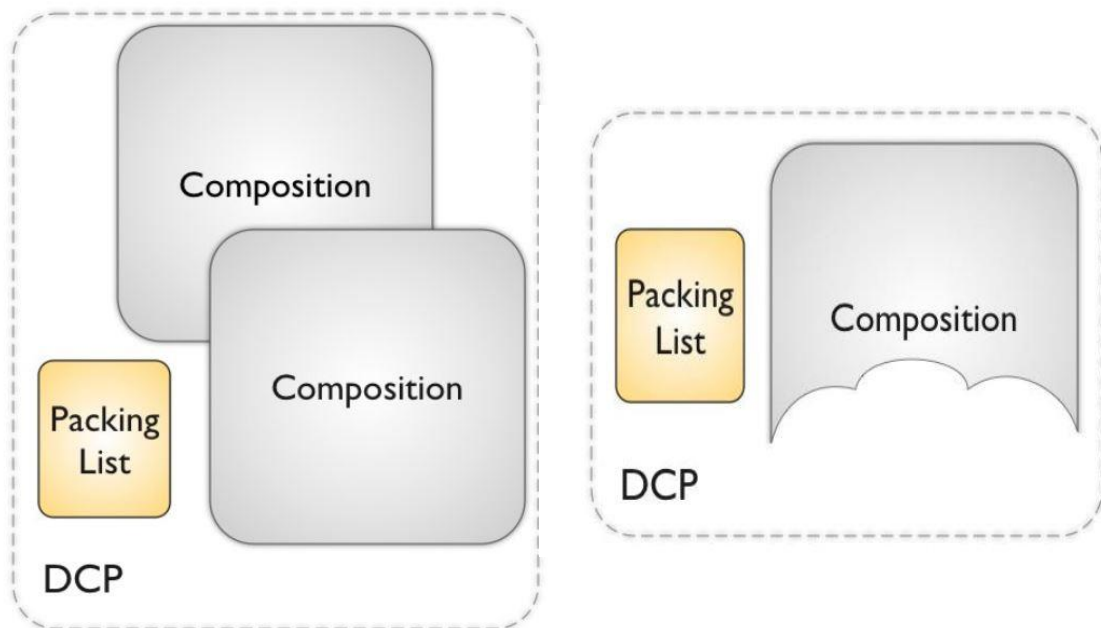 Composition
Composition
Packing
List
DCP
Packing
List
Composition
DCP